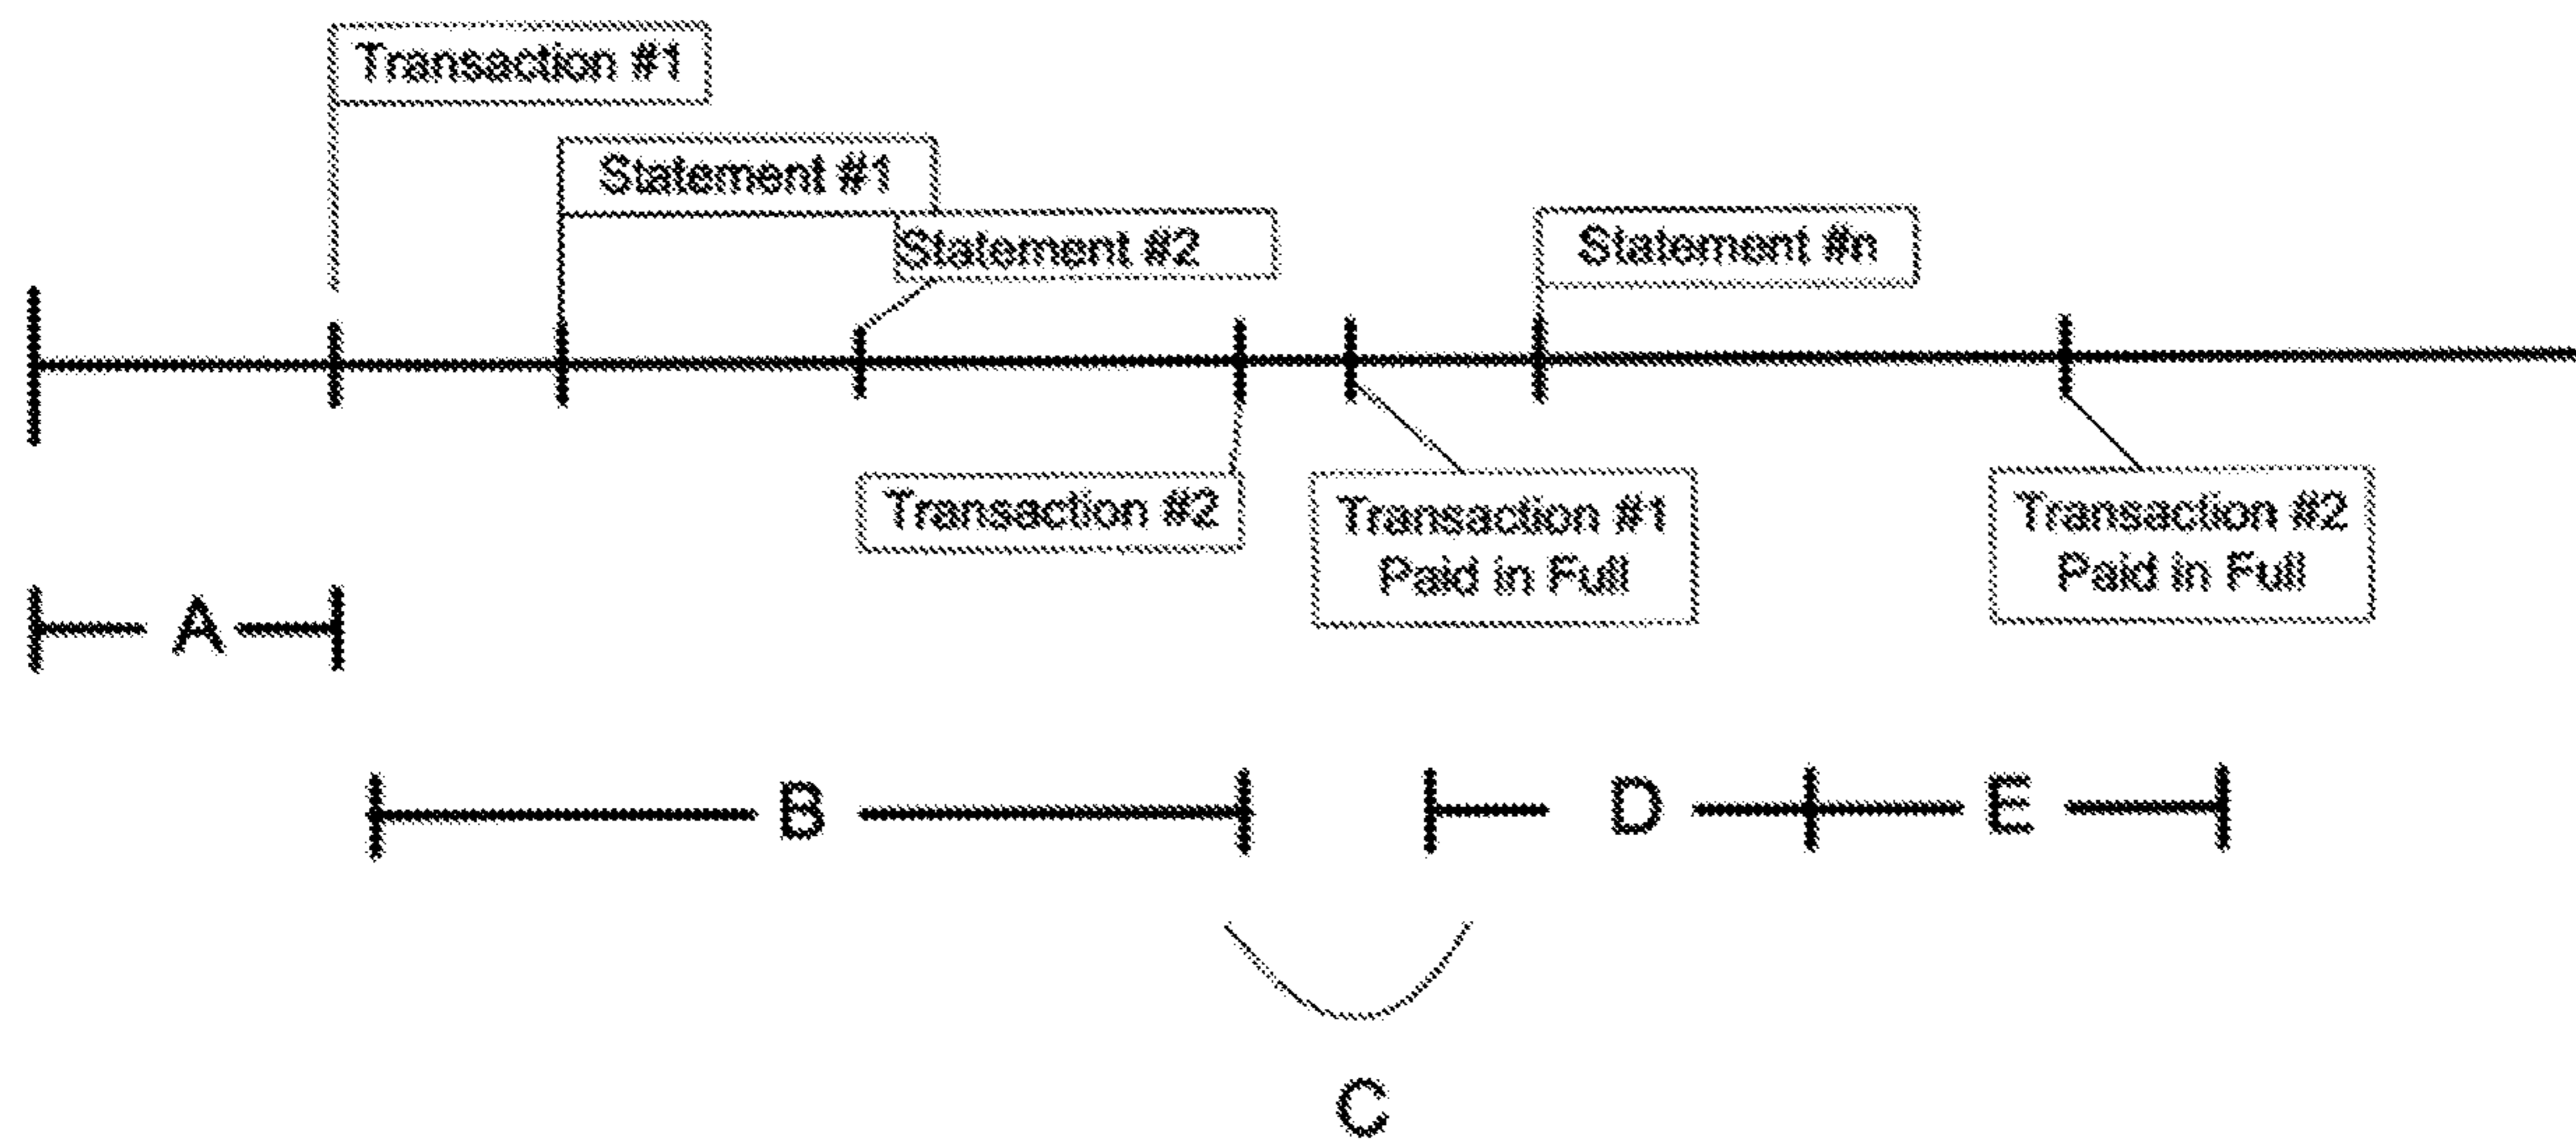 Transaction #1
Statement #1
Statement #2
Statement #n
Transaction #2
Transaction #1
Paid in Full
Transaction #2
Paid in Full
A
B
D
E
C